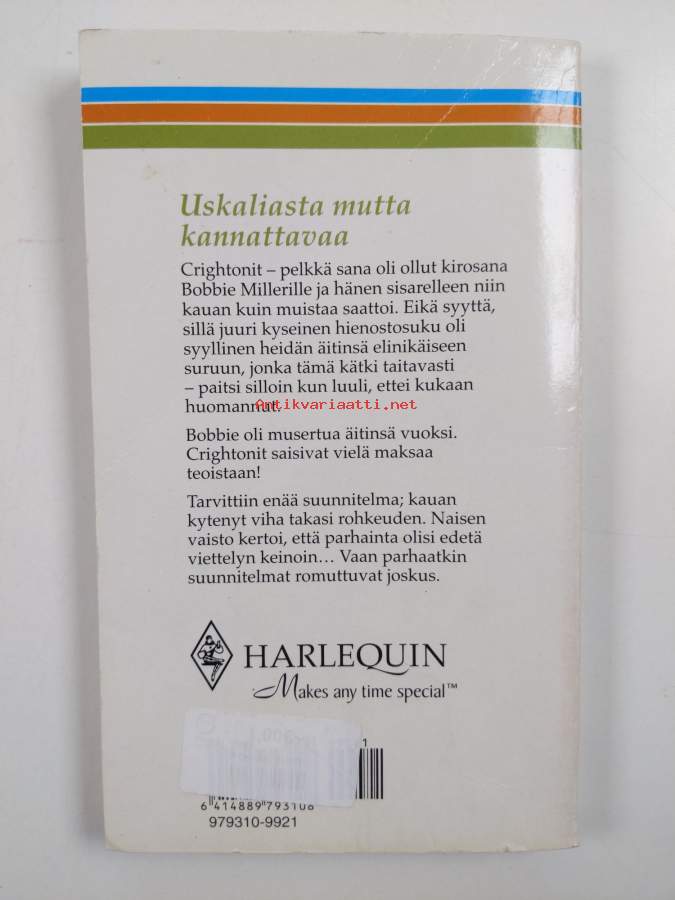 Uskaliasta mutta
kannattavaa
Crightonit – pelkkä sana oli ollut kirosana
Bobbie Millerille ja hänen sisarelleen niin
kauan kuin muistaa saattoi. Eikä syyttä,
sillä juuri kyseinen hienostosuku oli
syyllinen heidän äitinsä elinikäiseen
suruun, jonka tämä kätki taitavasti
– paitsi silloin kun luuli, ettei kukaan
huomannut!
Antikvariaatti.net
Bobbie oli musertua äitinsä vuoksi.
Crightonit saisivat vielä maksaa
teoistaan!
Tarvittiin enää suunnitelma; kauan
kytenyt viha takasi rohkeuden. Naisen
vaisto kertoi, että parhainta olisi edetä
viettelyn keinoin… Vaan parhaatkin
suunnitelmat romuttuvat joskus.
HARLEQUIN
Makes any time special™
1
6 414889 793106
979310-9921